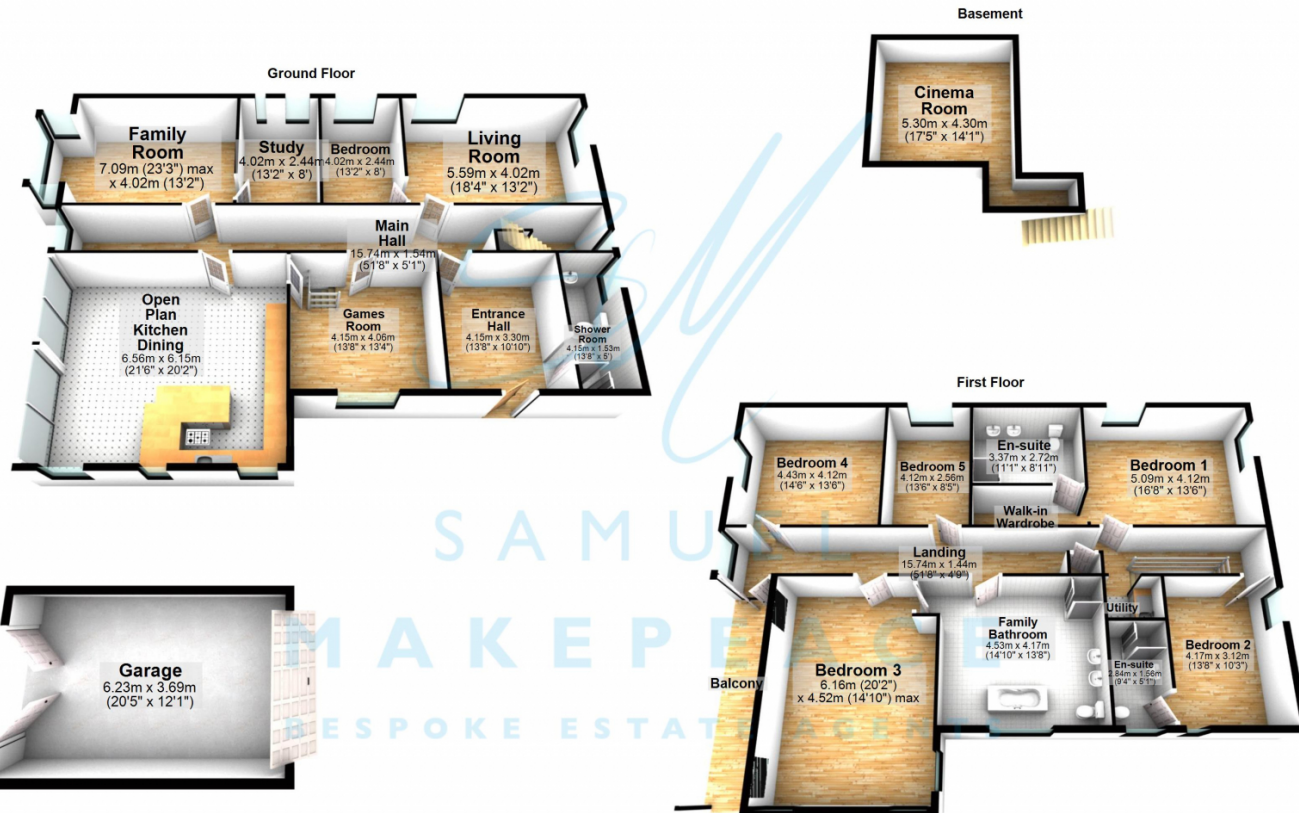 Basement
Cinema
Room
5.30m x 4.30m
(17'5" x 14'1")
Ground Floor
Family
Room
7.09m (23'3") max
x 4.02m (13'2")
Study
4.02m x 2.44m
(13'2" x 8')
Bedroom
4.02m x 2.44m
(13'2" x 8')
Living
Room
5.59m x 4.02m
(18'4" x 13'2")
Main
Hall
15.74m x 1.54m
(51'8" x 5'1")
Open
Plan
Kitchen
Dining
6.56m x 6.15m
(21'6" x 20'2")
Games
Room
4.15m x 4.06m
(13'8" x 13'4")
Entrance
Hall
4.15m x 3.30m
(13'8" x 10'10")
Shower
Room
4.15m x 1.53m
(13'8" x 5')
First Floor
Bedroom 4
4.43m x 4.12m
(14'6" x 13'6")
Bedroom 5
4.12m x 2.56m
(13'6" x 8'5")
En-suite
3.37m x 2.72m
(11'1" x 8'11")
Bedroom 1
5.09m x 4.12m
(16'8" x 13'6")
Walk-in
Wardrobe
Landing
15.74m x 1.44m
(51'8" x 4'9")
Utility
Family
Bathroom
4.53m x 4.17m
(14'10" x 13'8")
Bedroom 2
4.17m x 3.12m
(13'8" x 10'3")
En-suite
2.84m x 1.56m
(9'4" x 5'1")
Balcony
Bedroom 3
6.16m (20'2")
x 4.52m (14'10") max
Garage
6.23m x 3.69m
(20'5" x 12'1")
SAMUEL
MAKEPEACE
BESPOKE ESTATE AGENTS